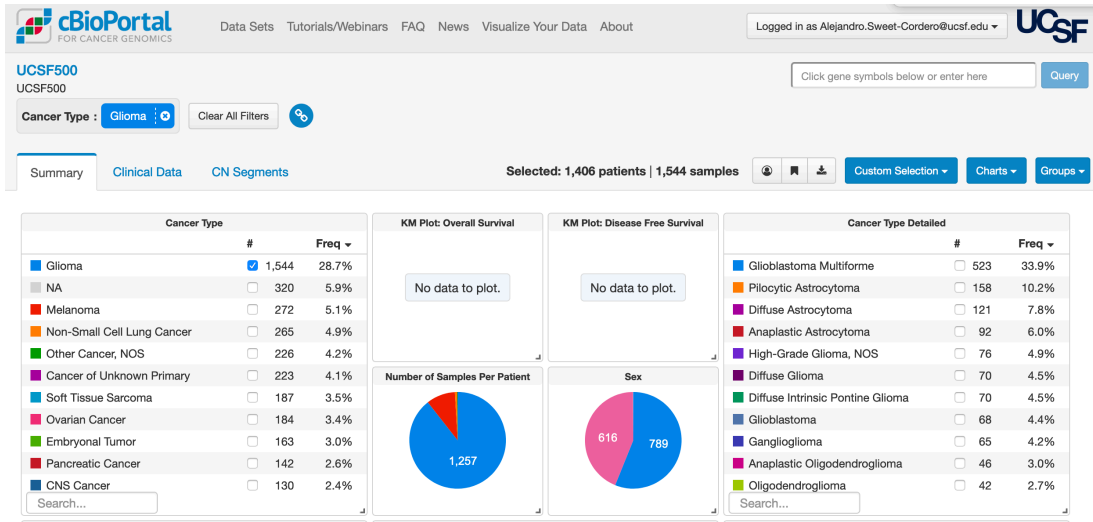 cBioPortal
FOR CANCER GENOMICS
Data Sets Tutorials/Webinars FAQ News Visualize Your Data About
Logged in as Alejandro.Sweet-Cordero@ucsf.edu
UCSF
UCSF500
UCSF500
Click gene symbols below or enter here
Query
Cancer Type : Glioma
Clear All Filters
Summary
Clinical Data
CN Segments
Selected: 1,406 patients | 1,544 samples
Custom Selection
Charts
Groups
Cancer Type
# Freq
Glioma 1,544 28.7%
NA 320 5.9%
Melanoma 272 5.1%
Non-Small Cell Lung Cancer 265 4.9%
Other Cancer, NOS 226 4.2%
Cancer of Unknown Primary 223 4.1%
Soft Tissue Sarcoma 187 3.5%
Ovarian Cancer 184 3.4%
Embryonal Tumor 163 3.0%
Pancreatic Cancer 142 2.6%
CNS Cancer 130 2.4%
Search...
KM Plot: Overall Survival
No data to plot.
KM Plot: Disease Free Survival
No data to plot.
Number of Samples Per Patient
1,257
Sex
616
789
Cancer Type Detailed
# Freq
Glioblastoma Multiforme 523 33.9%
Pilocytic Astrocytoma 158 10.2%
Diffuse Astrocytoma 121 7.8%
Anaplastic Astrocytoma 92 6.0%
High-Grade Glioma, NOS 76 4.9%
Diffuse Glioma 70 4.5%
Diffuse Intrinsic Pontine Glioma 70 4.5%
Glioblastoma 68 4.4%
Ganglioglioma 65 4.2%
Anaplastic Oligodendroglioma 46 3.0%
Oligodendroglioma 42 2.7%
Search...